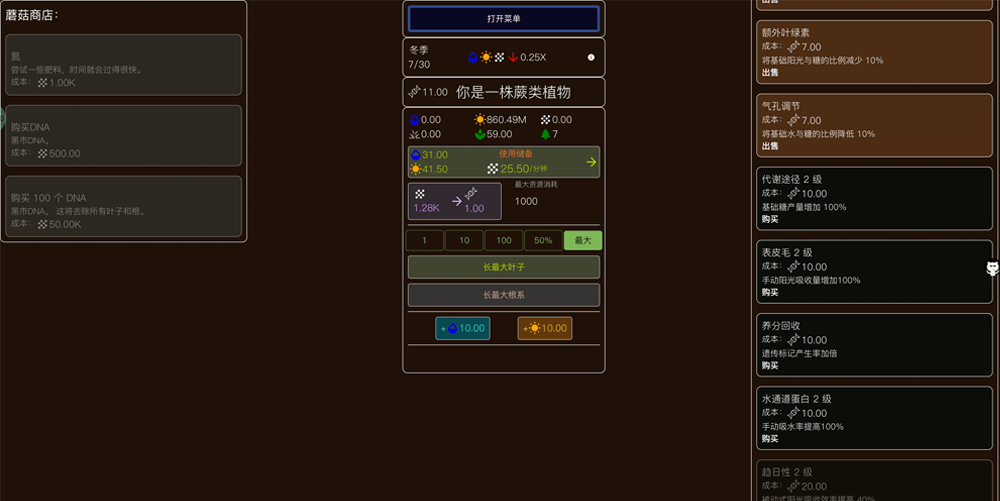 蘑菇商店：
氮
尝试一些肥料，时间就会过得很快。
成本： 1.00K
购买DNA
黑市DNA。
成本： 500.00
购买 100 个 DNA
黑市DNA。 这将去除所有叶子和根。
成本： 50.00K
打开菜单
冬季
7/30
0.25X
11.00 你是一株蕨类植物
0.00 860.49M 0.00
0.00 59.00 7
31.00 使用储备
41.50 25.50/分钟
最大资源消耗
1.28K 1.00 1000
1 10 100 50% 最大
长最大叶子
长最大根系
+10.00 +10.00
出售
额外叶绿素
成本： 7.00
将基础阳光与糖的比例减少 10%
出售
气孔调节
成本： 7.00
将基础水与糖的比例降低 10%
出售
代谢途径 2 级
成本： 10.00
基础糖产量增加 100%
购买
表皮毛 2 级
成本： 10.00
手动阳光吸收量增加100%
购买
养分回收
成本： 10.00
遗传标记产生率加倍
购买
水通道蛋白 2 级
成本： 10.00
手动吸水率提高100%
购买
趋日性 2 级
成本： 20.00
被动式阳光吸收效率提高 40%